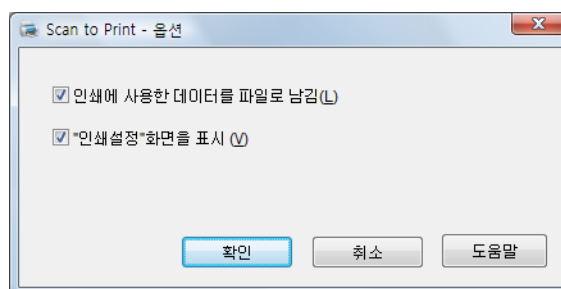 Scan to Print - 옵션
인쇄에 사용한 데이터를 파일로 남김(L)
"인쇄설정"화면을 표시 (V)
확인 취소 도움말